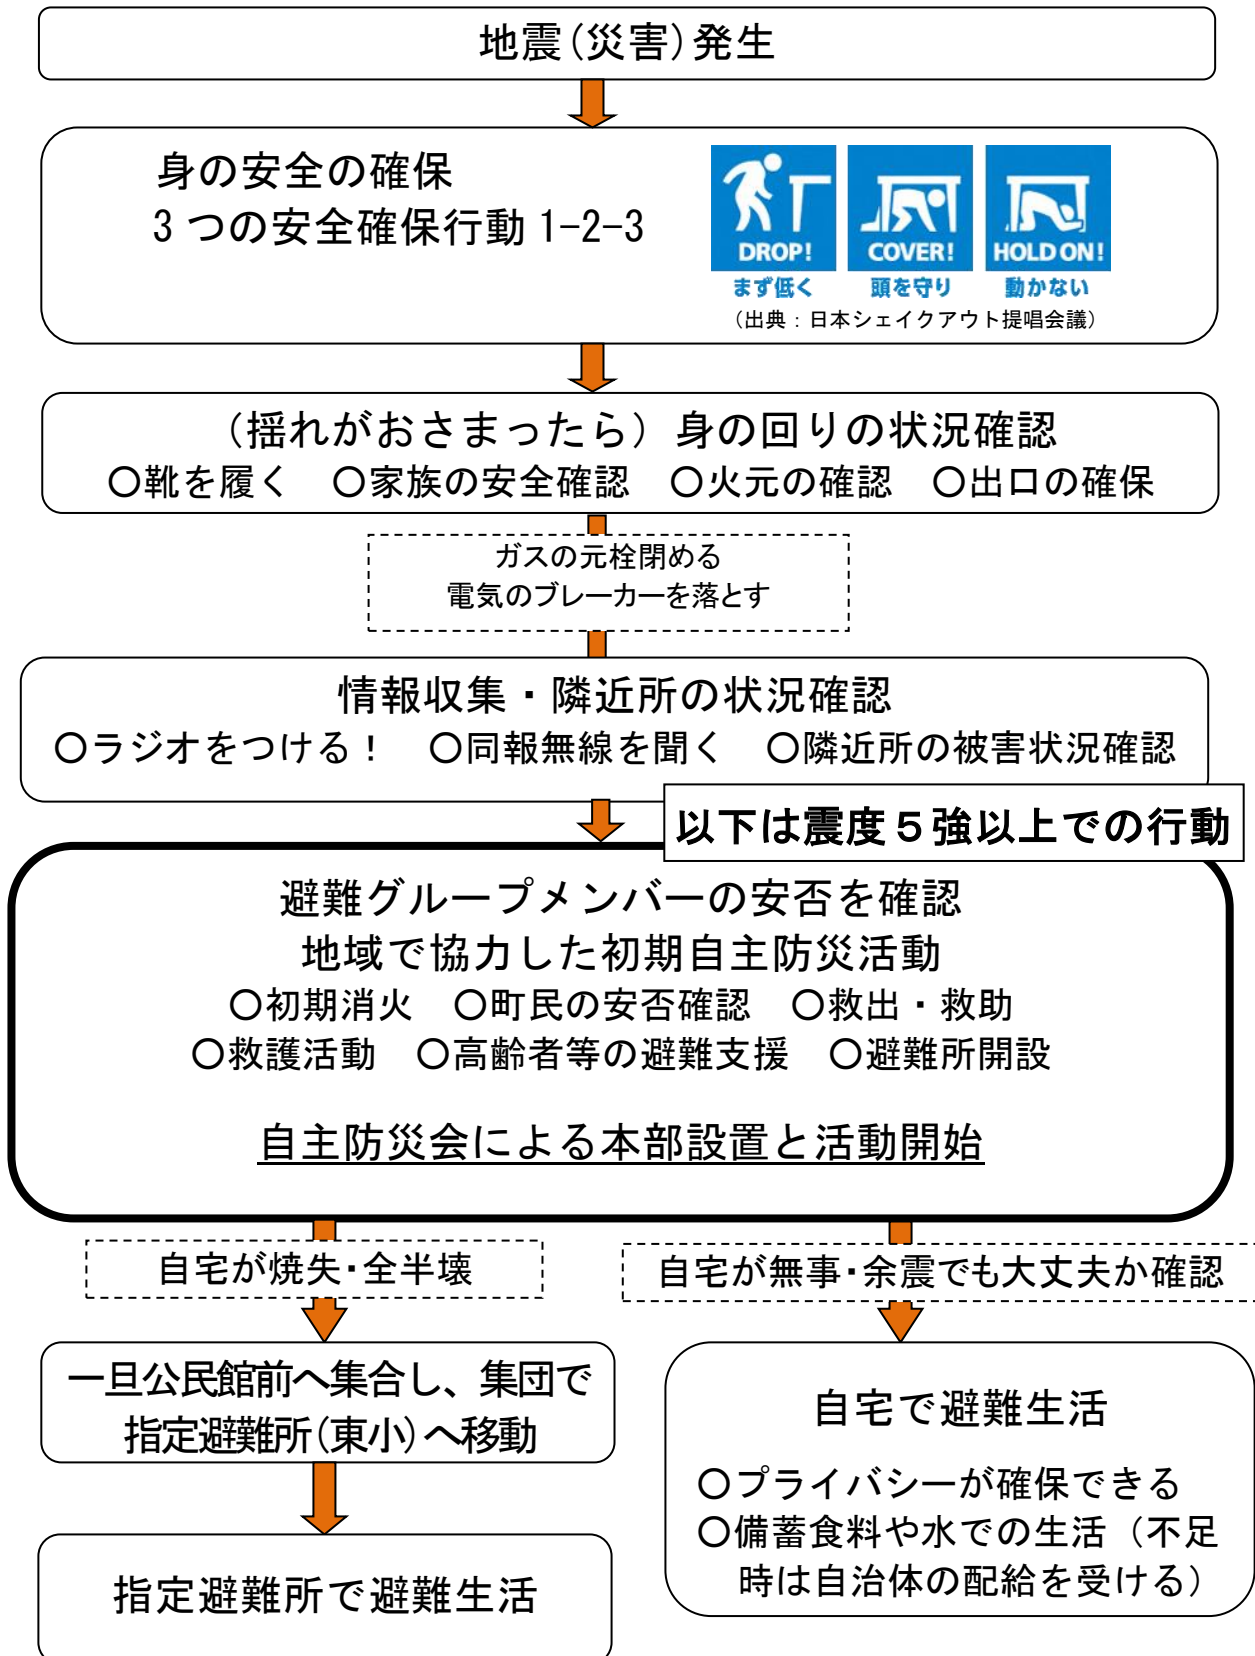 地震(災害)発生
身の安全の確保
3つの安全確保行動1-2-3
DROP! COVER! HOLD ON!
まず低く 頭を守り 動かない
(出典:日本シェイクアウト提唱会議)
(揺れがおさまったら)身の回りの状況確認
〇靴を履く 〇家族の安全確認 〇火元の確認 〇出口の確保
ガスの元栓閉める
電気のブレーカーを落とす
情報収集・隣近所の状況確認
〇ラジオをつける! 〇同報無線を聞く 〇隣近所の被害状況確認
以下は震度5強以上での行動
避難グループメンバーの安否を確認
地域で協力した初期自主防災活動
〇初期消火 〇町民の安否確認 〇救出・救助
〇救護活動 〇高齢者等の避難支援 〇避難所開設
自主防災会による本部設置と活動開始
自宅が焼失・全半壊
自宅が無事・余震でも大丈夫か確認
一旦公民館前へ集合し、集団で
指定避難所(東小)へ移動
指定避難所で避難生活
自宅で避難生活
〇プライバシーが確保できる
〇備蓄食料や水での生活(不足
時は自治体の配給を受ける)